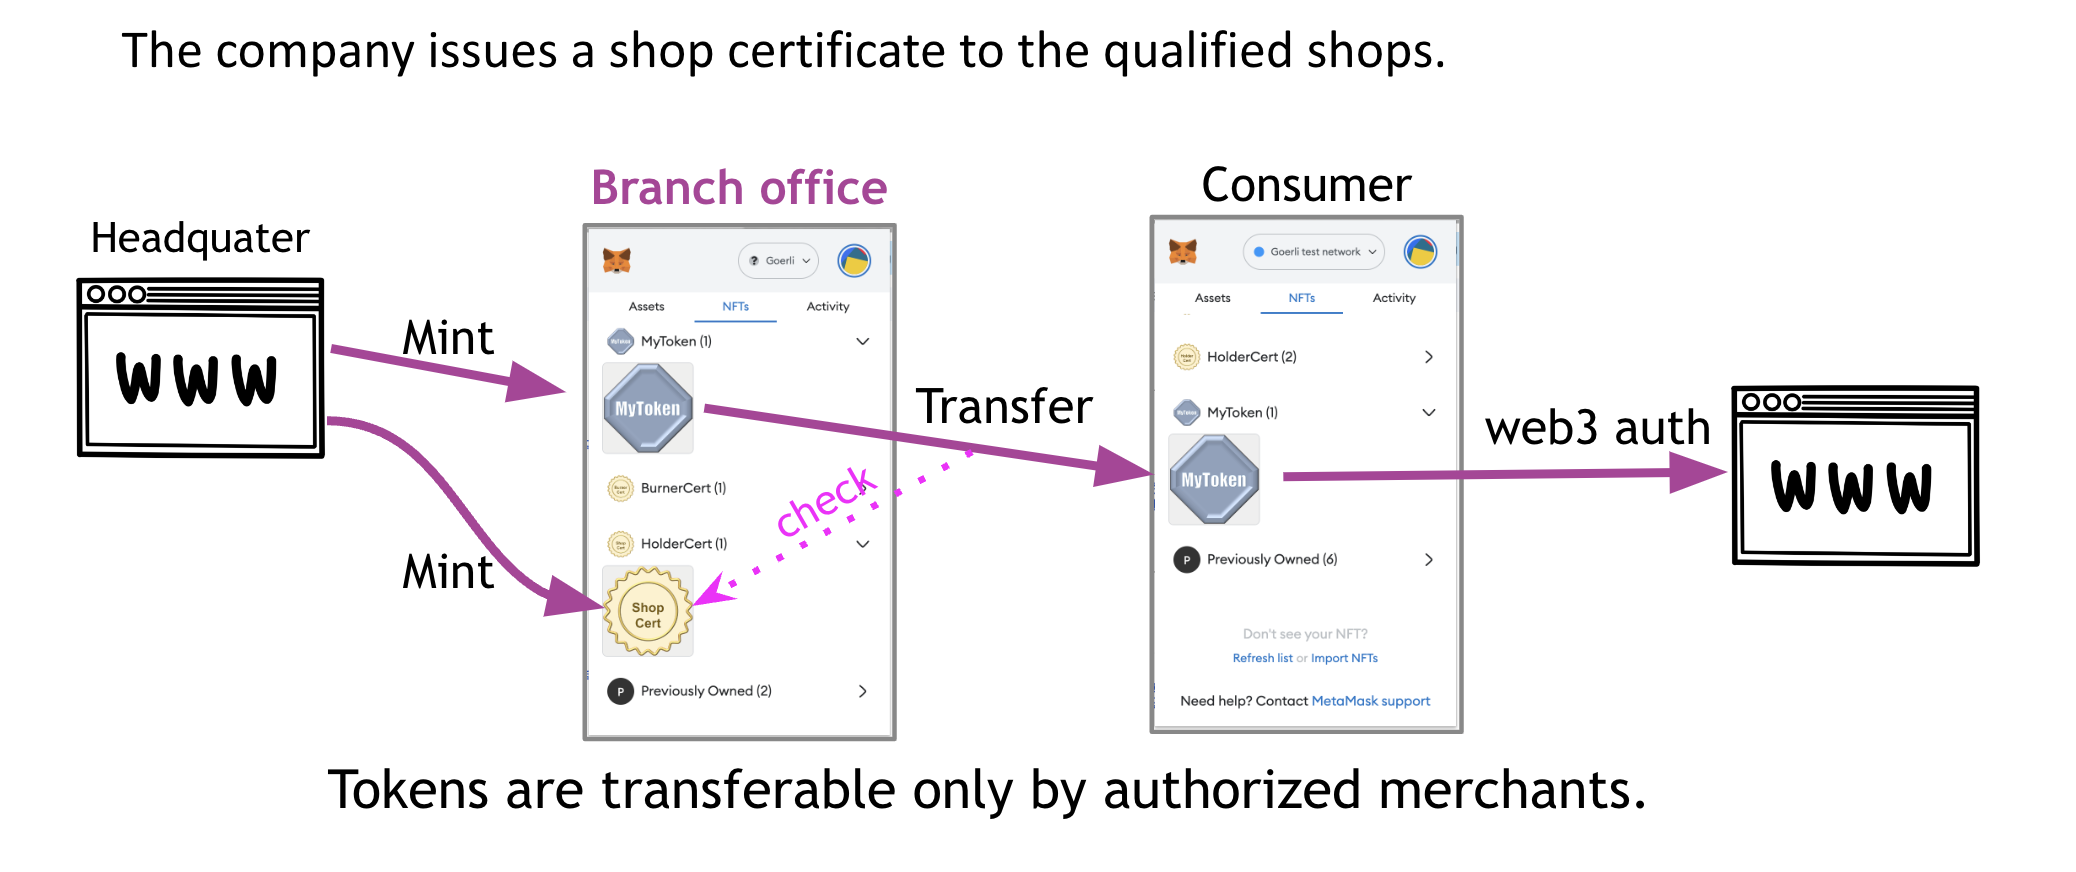 The company issues a shop certificate to the qualified shops.
Headquater
WWW
Mint
Mint
Branch office
Goerli
Assets NFTs Activity
MyToken (1)
MyToken
BurnerCert (1)
HolderCert (1)
Shop
Cert
P Previously Owned (2)
check
Transfer
Consumer
Goerli test network
Assets NFTs Activity
HolderCert (2)
MyToken (1)
MyToken
P Previously Owned (6)
Don't see your NFT?
Refresh list or Import NFTs
Need help? Contact MetaMask support
web3 auth
WWW
Tokens are transferable only by authorized merchants.